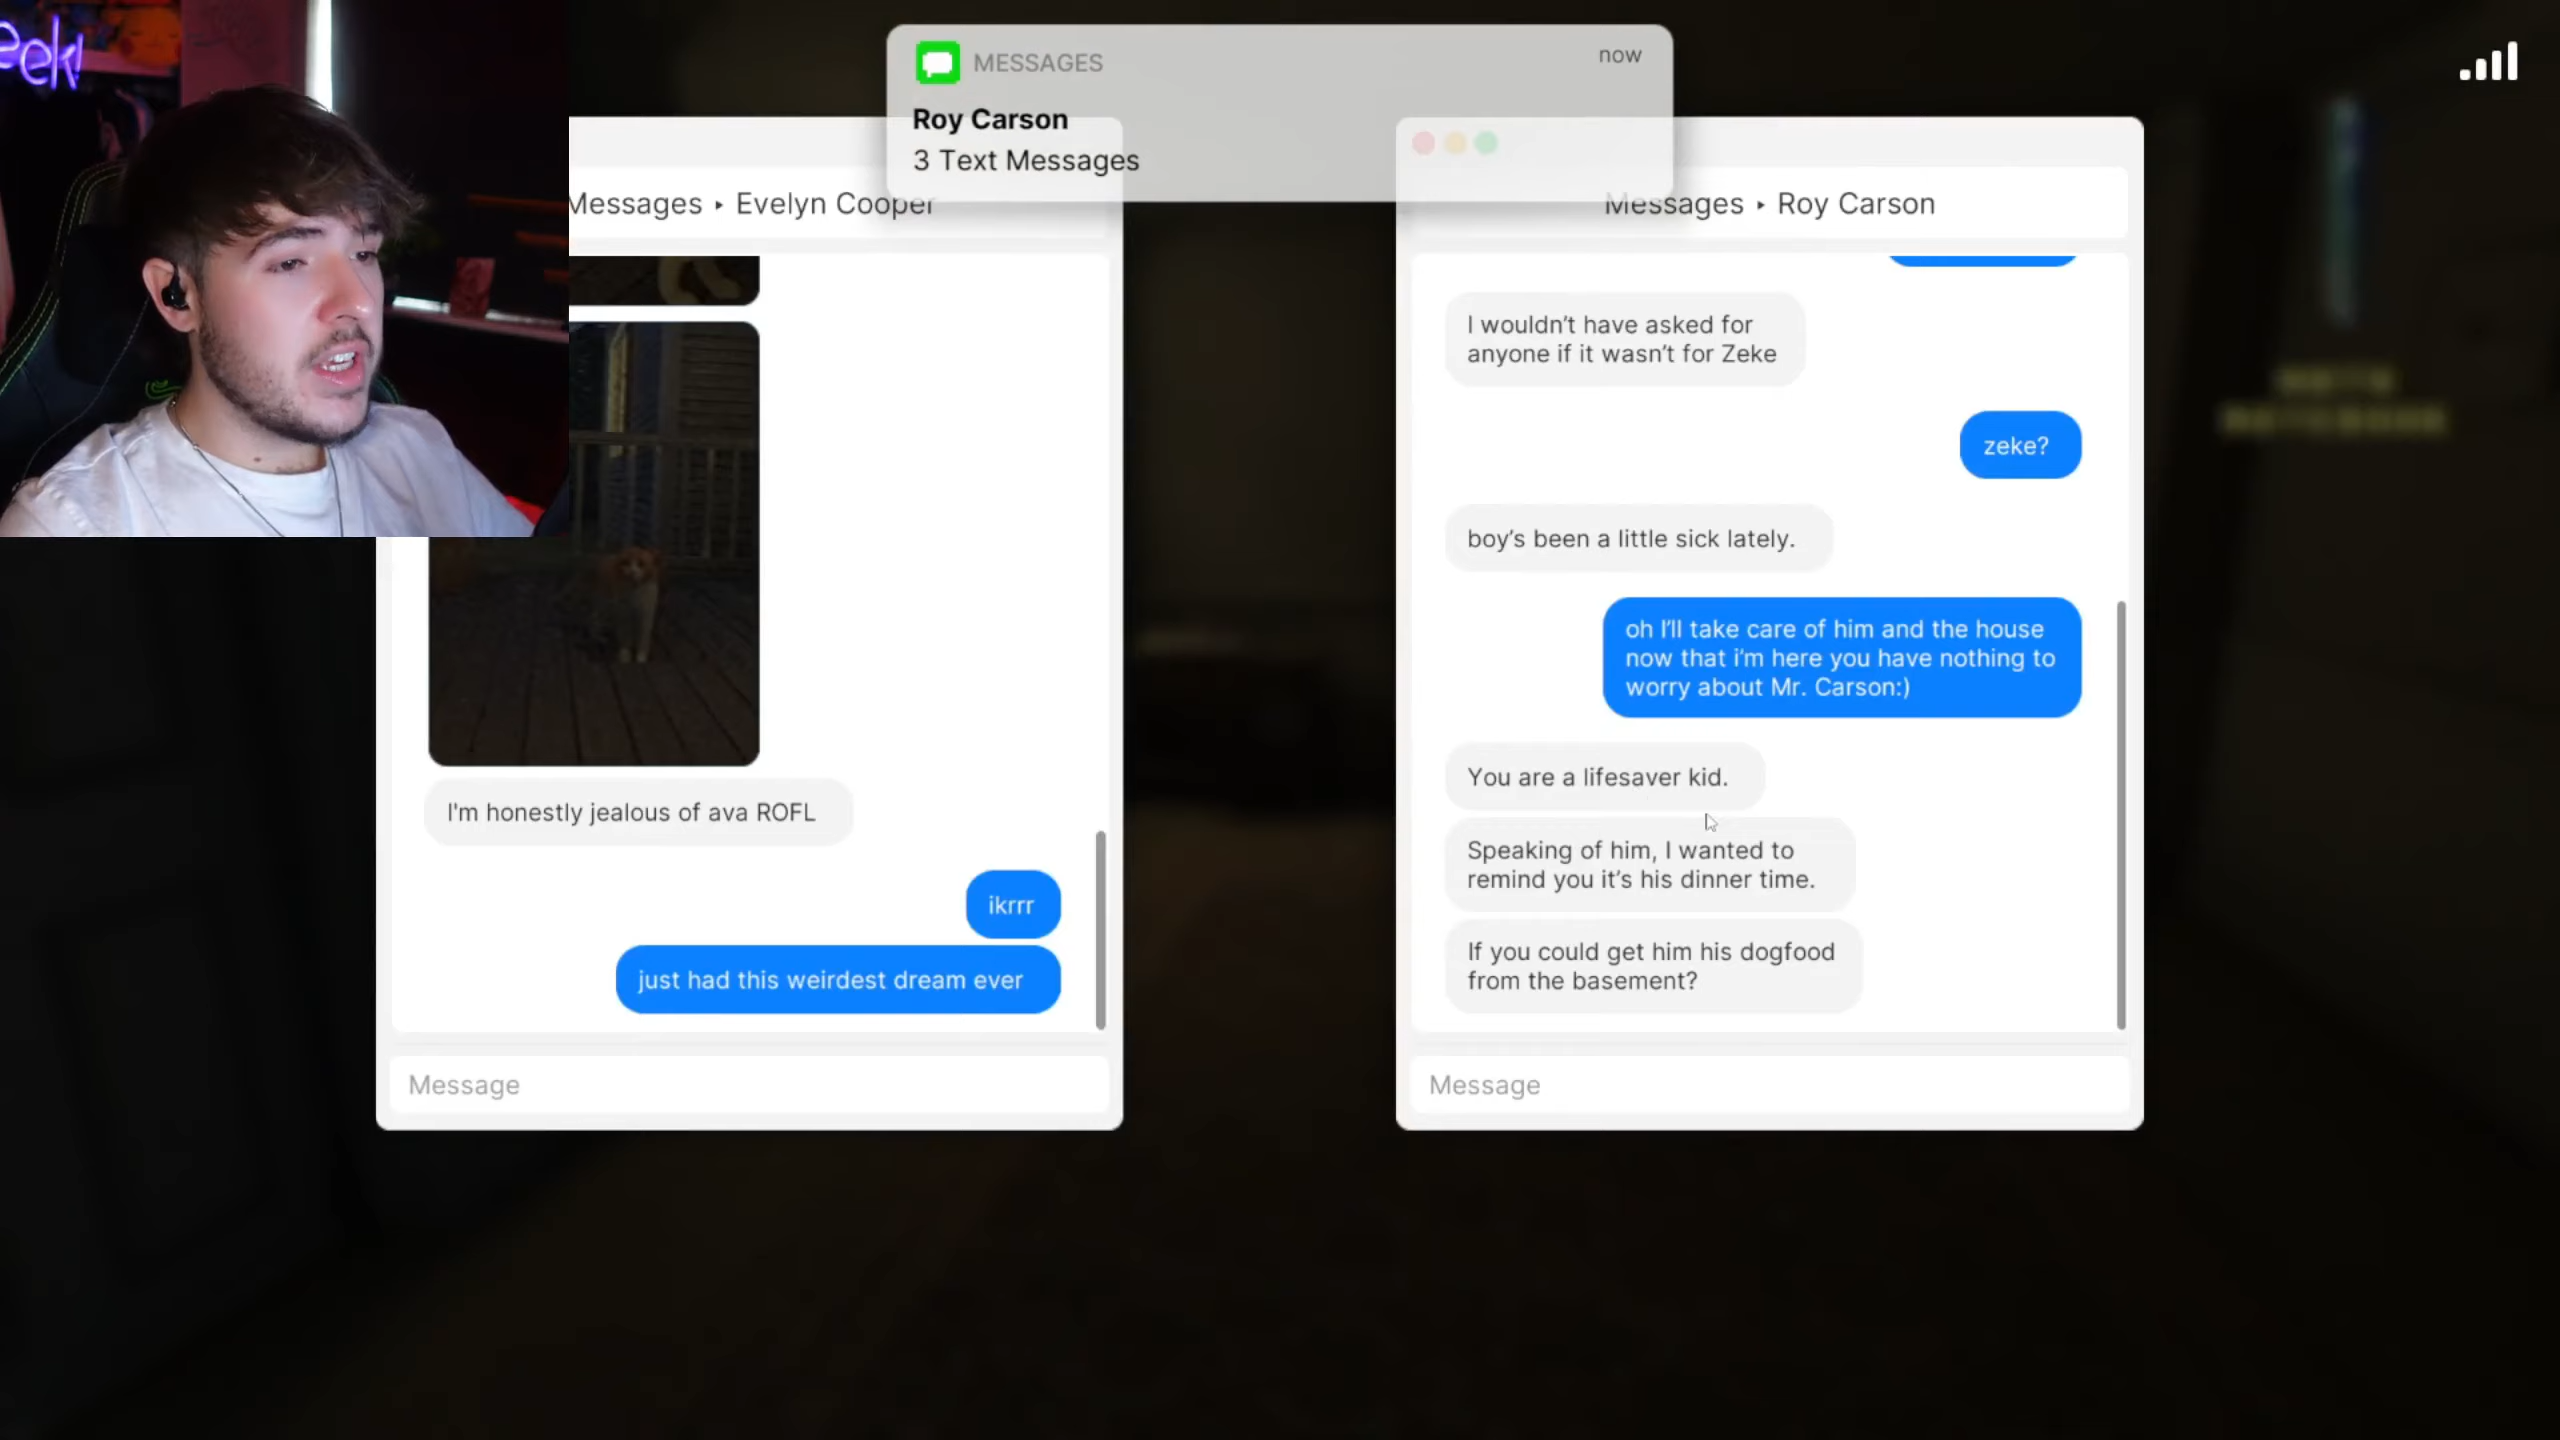 eek!
MESSAGES
now
Roy Carson
3 Text Messages
Messages ▸ Evelyn Cooper
I'm honestly jealous of ava ROFL
ikrrr
just had this weirdest dream ever
Message
Messages ▸ Roy Carson
I wouldn't have asked for
anyone if it wasn't for Zeke
zeke?
boy's been a little sick lately.
oh I'll take care of him and the house
now that i'm here you have nothing to
worry about Mr. Carson:)
You are a lifesaver kid.
Speaking of him, I wanted to
remind you it's his dinner time.
If you could get him his dogfood
from the basement?
Message